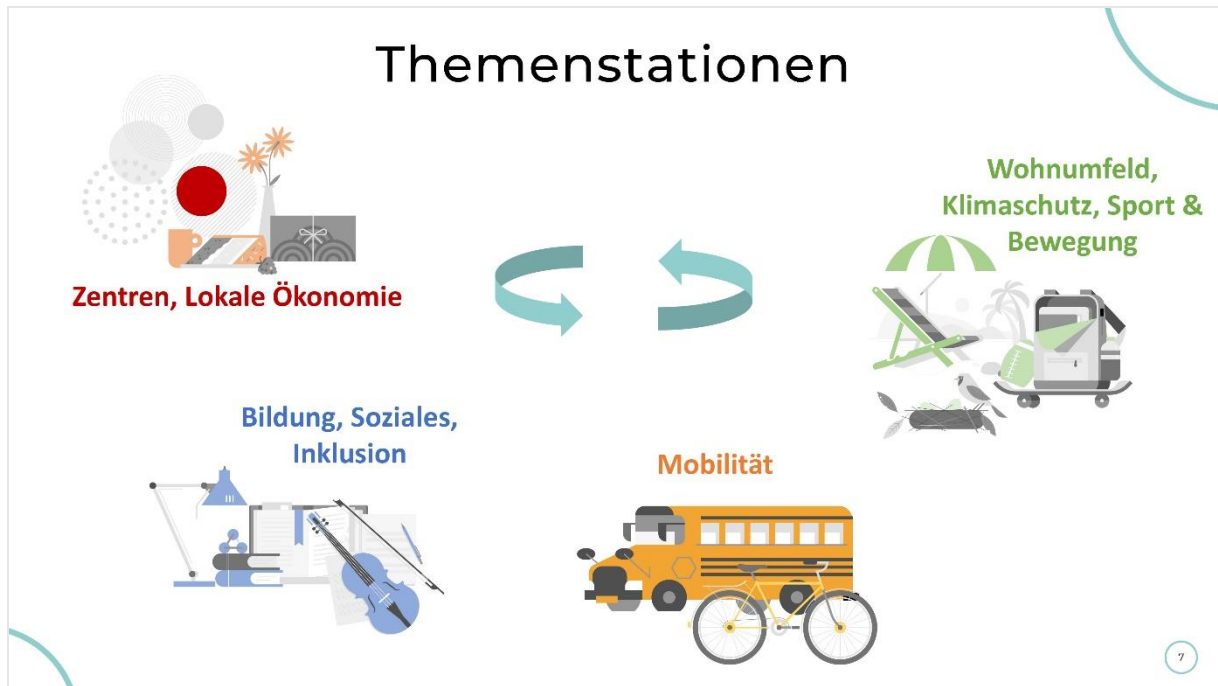 Themenstationen
Zentren, Lokale Ökonomie
Wohnumfeld,
Klimaschutz, Sport &
Bewegung
Bildung, Soziales,
Inklusion
Mobilität
7